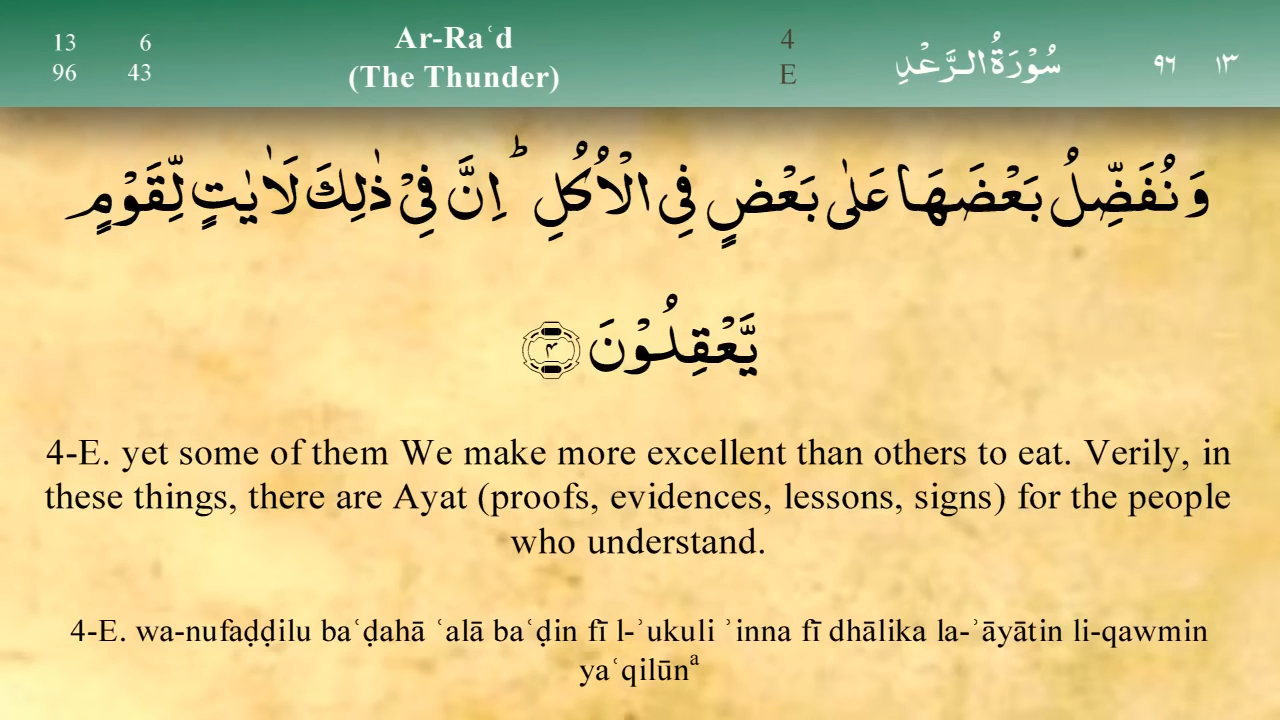 13 6 Ar-Raʿd 4 سُوْرَةُ الرَّعْدِ ٩٦ ١٣
96 43 (The Thunder) E
وَنُفَضِّلُ بَعْضَهَا عَلٰى بَعْضٍ فِى الْاُكُلِ ؕ اِنَّ فِىْ ذٰلِكَ لَاٰيٰتٍ لِّقَوْمٍ
يَّعْقِلُوْنَ ۴
4-E. yet some of them We make more excellent than others to eat. Verily, in
these things, there are Ayat (proofs, evidences, lessons, signs) for the people
who understand.
4-E. wa-nufaḍḍilu baʿḍahā ʿalā baʿḍin fī l-ʾukuli ʾinna fī dhālika la-ʾāyātin li-qawmin
yaʿqilūnᵃ